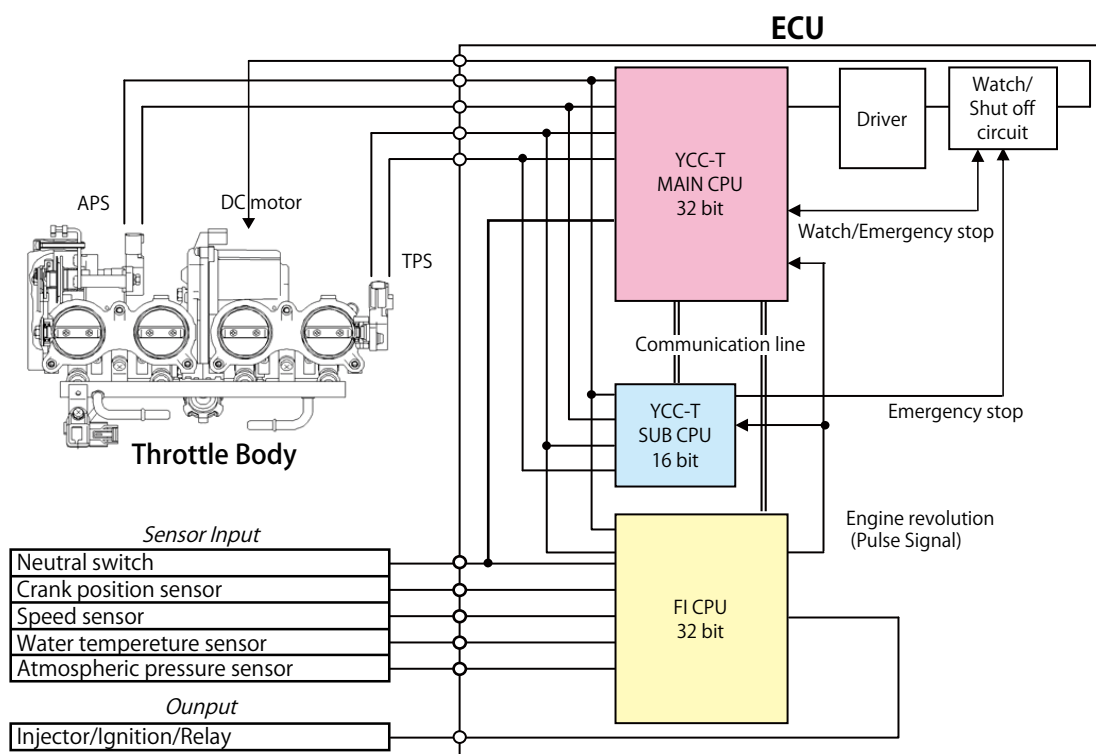 ECU
YCC-T
MAIN CPU
32 bit
Driver
Watch/
Shut off
circuit
APS
DC motor
TPS
Watch/Emergency stop
Communication line
YCC-T
SUB CPU
16 bit
Emergency stop
Throttle Body
Engine revolution
(Pulse Signal)
Sensor Input
Neutral switch
Crank position sensor
Speed sensor
Water tempereture sensor
Atmospheric pressure sensor
FI CPU
32 bit
Ounput
Injector/Ignition/Relay